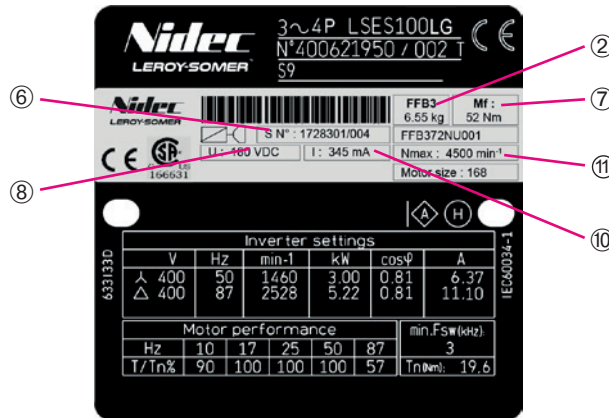 Nidec
LEROY-SOMER
3~4P LSES100LG
N°400621950 / 002 T
S9
CE
②
⑥
Nidec
LEROY-SOMER
FFB3
6.55 kg
Mf :
52 Nm
⑦
S N° : 1728301/004
FFB372NU001
CE
SA
US
166631
U : 180 VDC
I : 345 mA
Nmax : 4500 min-1
⑪
⑧
Motor size : 168
⑩
A
H
633133D
IEC60034-1
Inverter settings
V Hz min-1 kW cosφ A
⅄ 400 50 1460 3.00 0.81 6.37
△ 400 87 2528 5.22 0.81 11.10
Motor performance
min.Fsw(kHz):
Hz 10 17 25 50 87
3
T/Tn% 90 100 100 100 57
Tn(Nm): 19.6